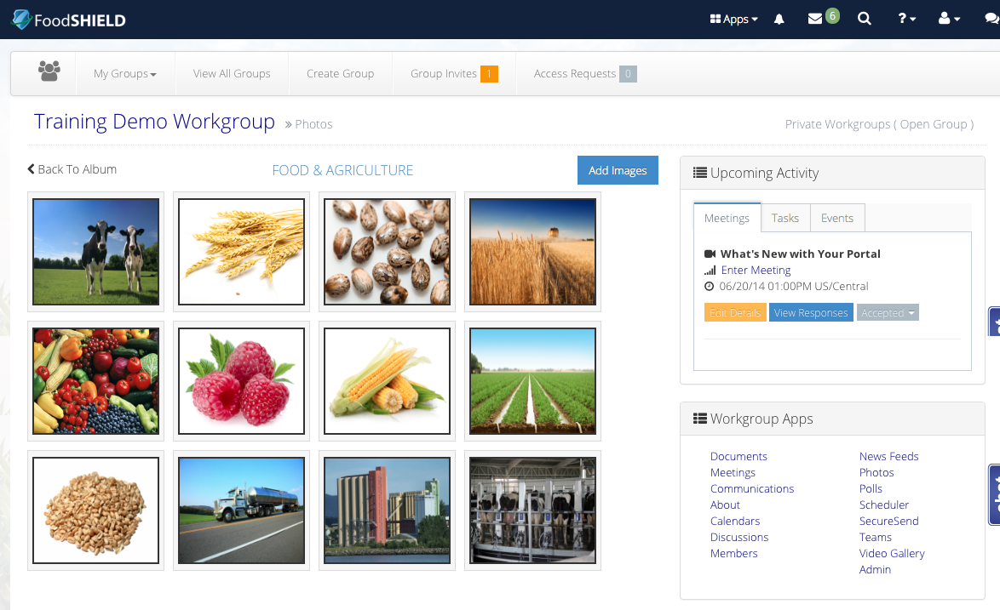 FoodSHIELD
Apps
6
?
My Groups
View All Groups
Create Group
Group Invites 1
Access Requests 0
Training Demo Workgroup » Photos
Private Workgroups ( Open Group )
Back To Album
FOOD & AGRICULTURE
Add Images
Upcoming Activity
Meetings
Tasks
Events
What's New with Your Portal
Enter Meeting
06/20/14 01:00PM US/Central
Edit Details
View Responses
Accepted
Workgroup Apps
Documents
Meetings
Communications
About
Calendars
Discussions
Members
News Feeds
Photos
Polls
Scheduler
SecureSend
Teams
Video Gallery
Admin